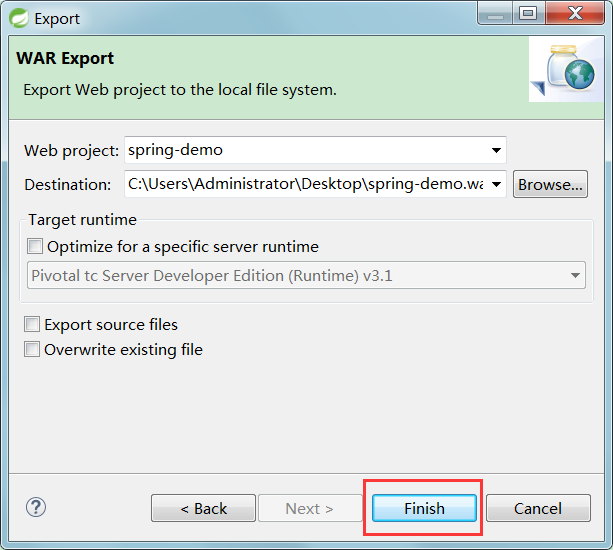 Export
WAR Export
Export Web project to the local file system.
Web project: spring-demo
Destination: C:\Users\Administrator\Desktop\spring-demo.wa Browse...
Target runtime
Optimize for a specific server runtime
Pivotal tc Server Developer Edition (Runtime) v3.1
Export source files
Overwrite existing file
? < Back Next > Finish Cancel